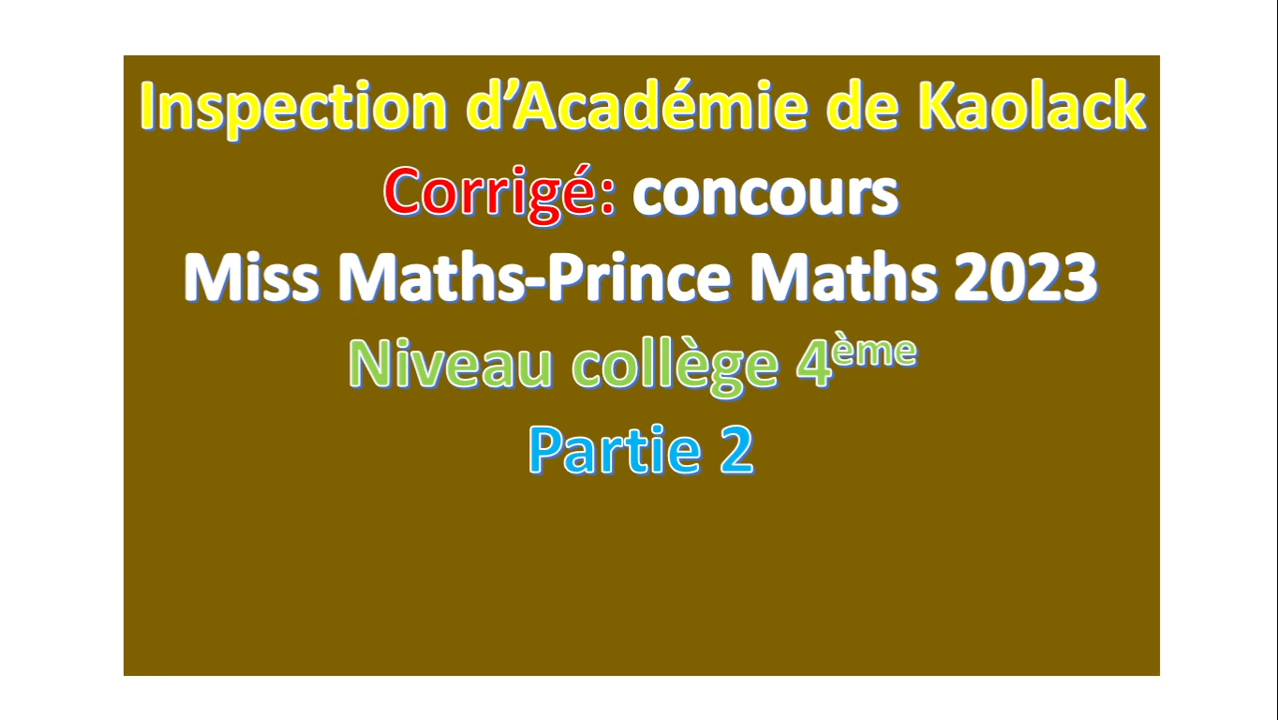 Inspection d’Académie de Kaolack
Corrigé: concours
Miss Maths-Prince Maths 2023
Niveau collège 4ème
Partie 2